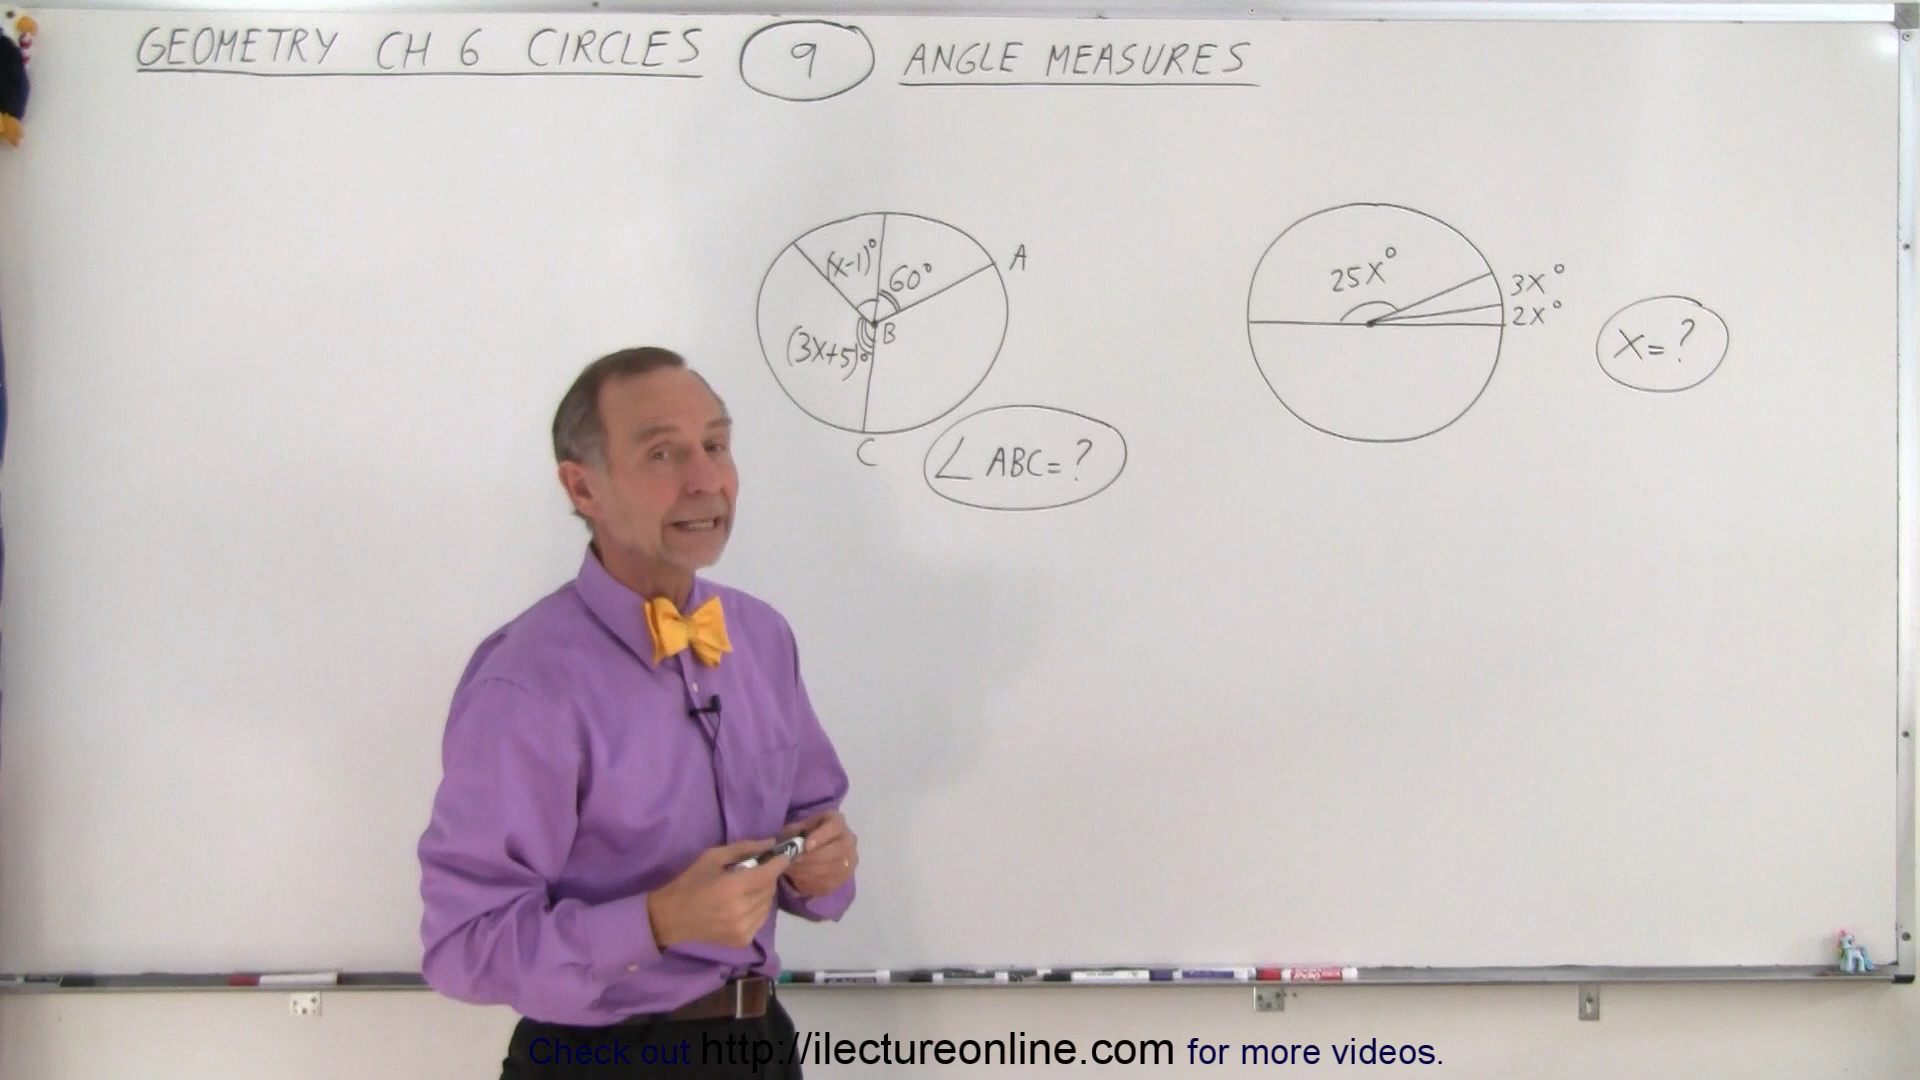 GEOMETRY CH 6 CIRCLES 9 ANGLE MEASURES
(x-1)°
60°
A
B
(3x+5)°
C
∠ABC=?
25x°
3x°
2x°
x=?
Check out http://ilectureonline.com for more videos.